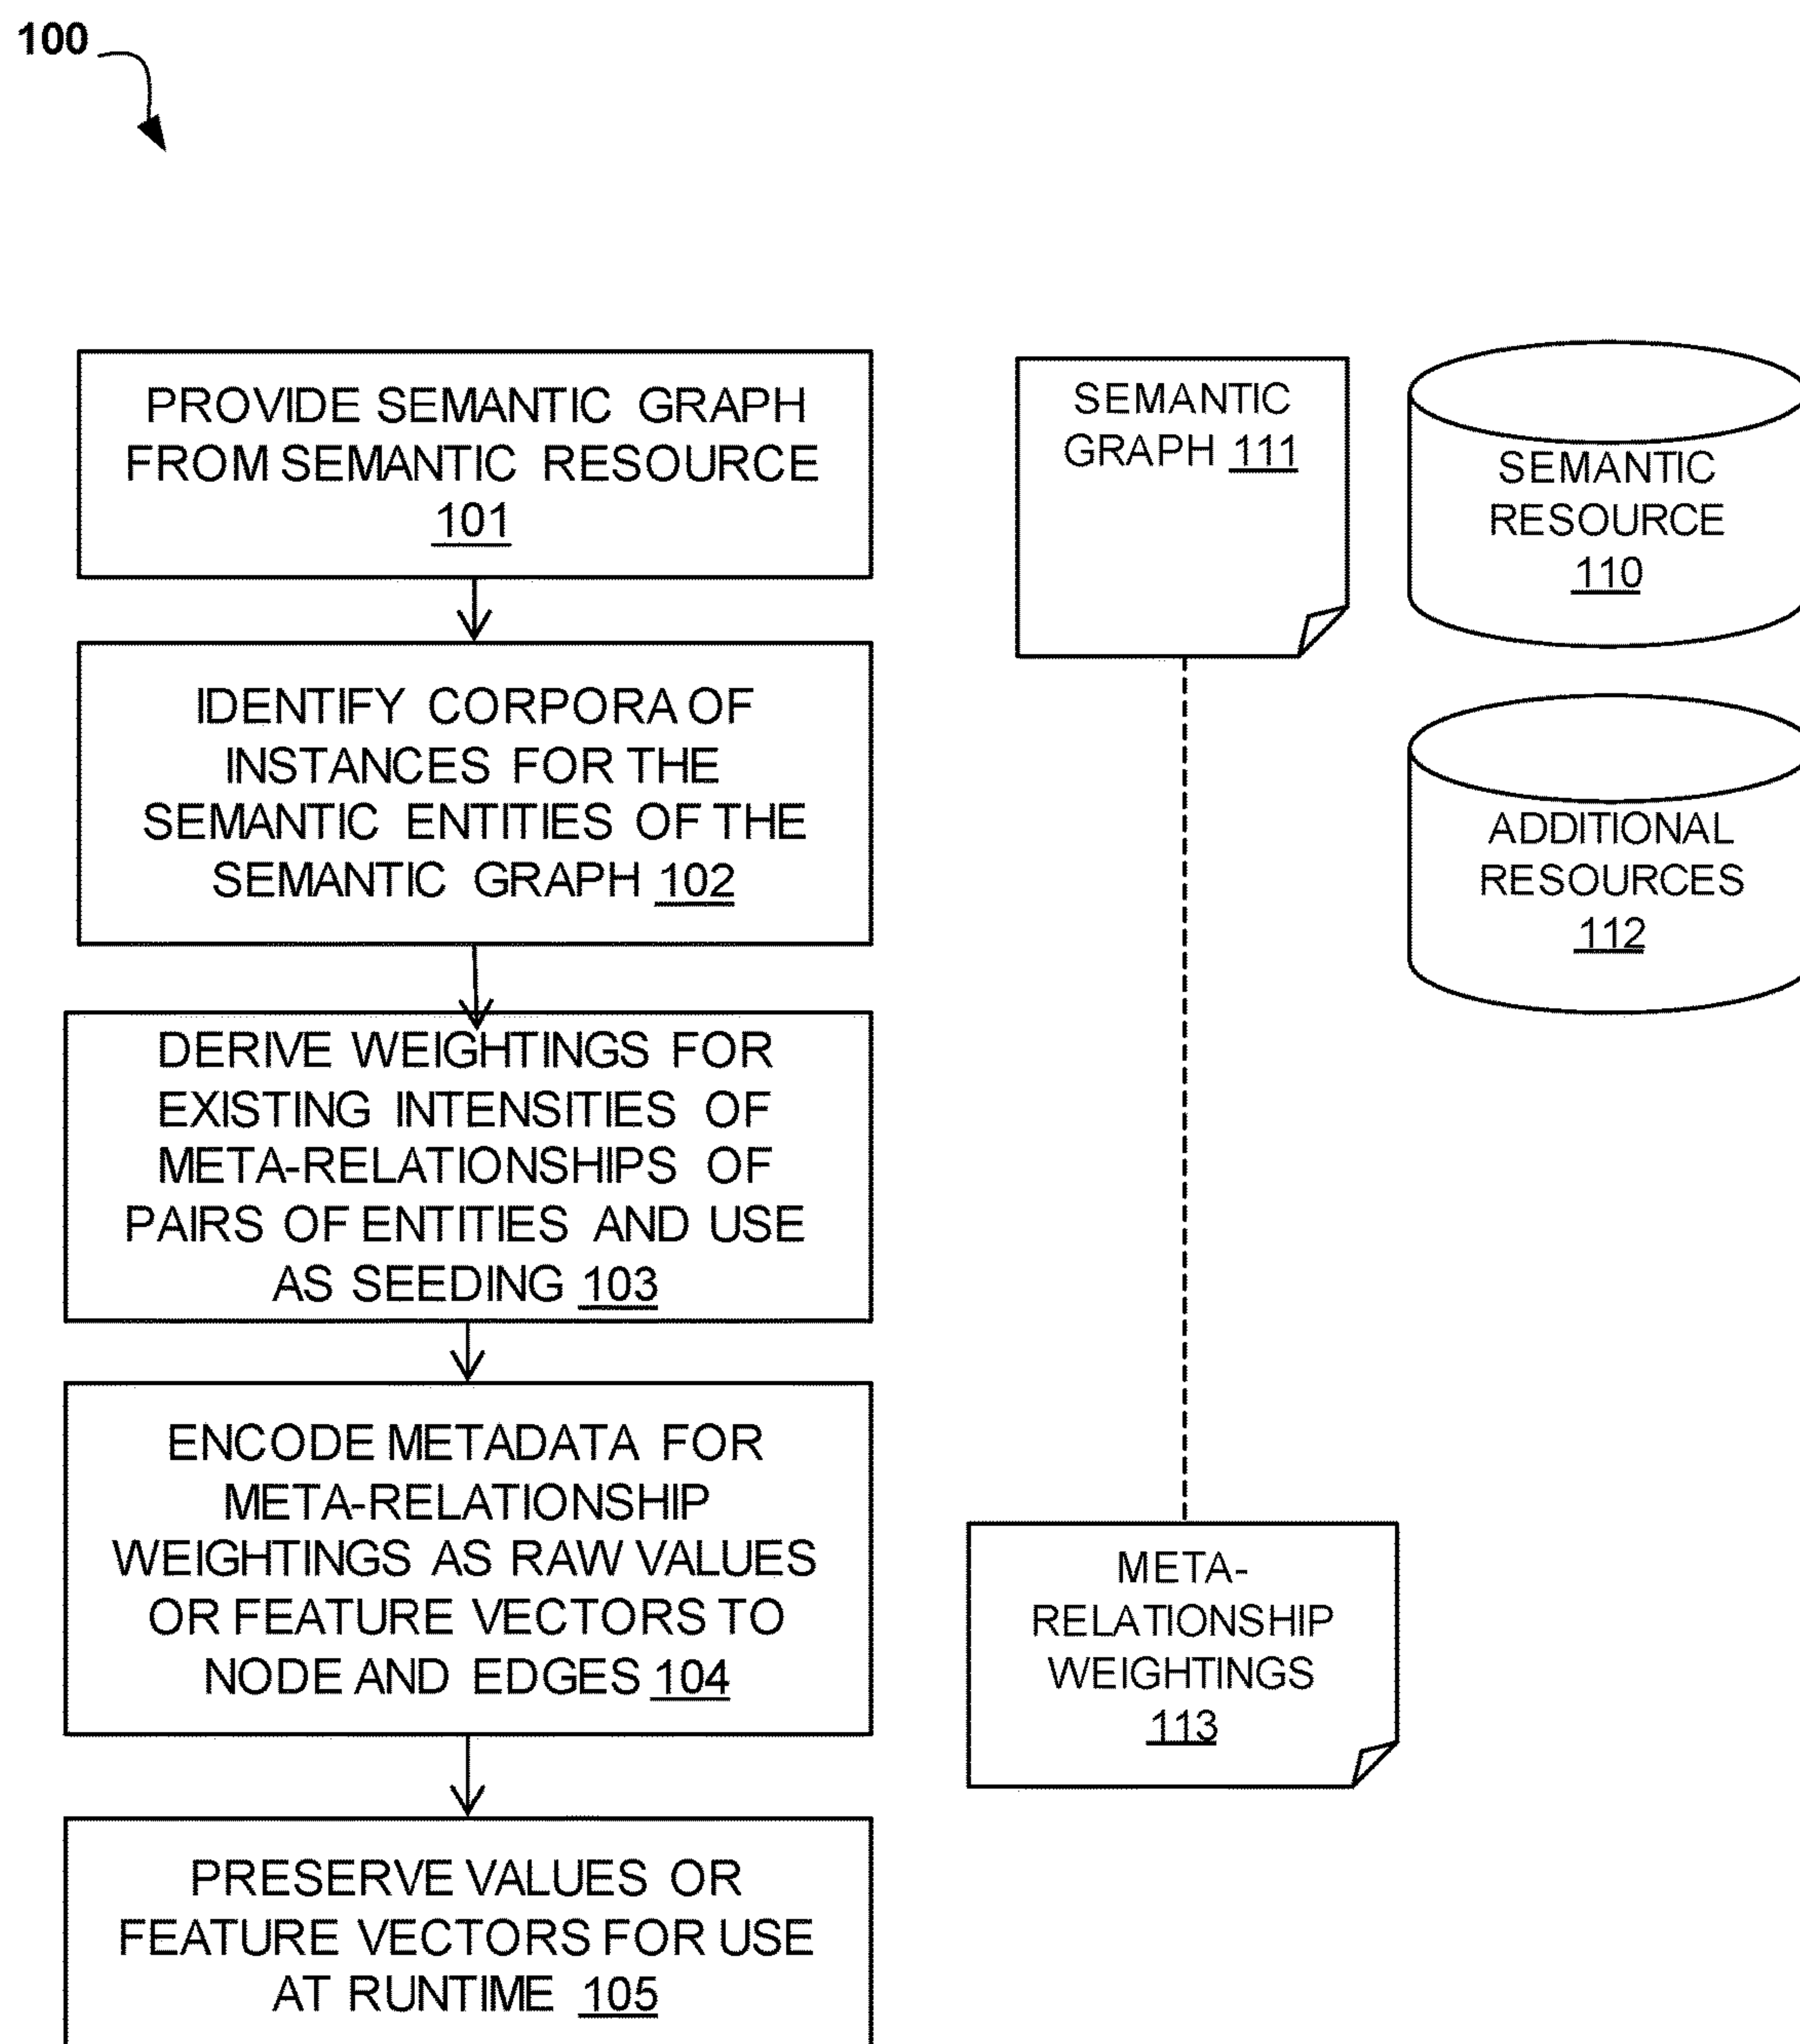 100
PROVIDE SEMANTIC GRAPH
FROM SEMANTIC RESOURCE
101
IDENTIFY CORPORA OF
INSTANCES FOR THE
SEMANTIC ENTITIES OF THE
SEMANTIC GRAPH 102
DERIVE WEIGHTINGS FOR
EXISTING INTENSITIES OF
META-RELATIONSHIPS OF
PAIRS OF ENTITIES AND USE
AS SEEDING 103
ENCODE METADATA FOR
META-RELATIONSHIP
WEIGHTINGS AS RAW VALUES
OR FEATURE VECTORS TO
NODE AND EDGES 104
PRESERVE VALUES OR
FEATURE VECTORS FOR USE
AT RUNTIME 105
SEMANTIC
GRAPH 111
SEMANTIC
RESOURCE
110
ADDITIONAL
RESOURCES
112
META-
RELATIONSHIP
WEIGHTINGS
113